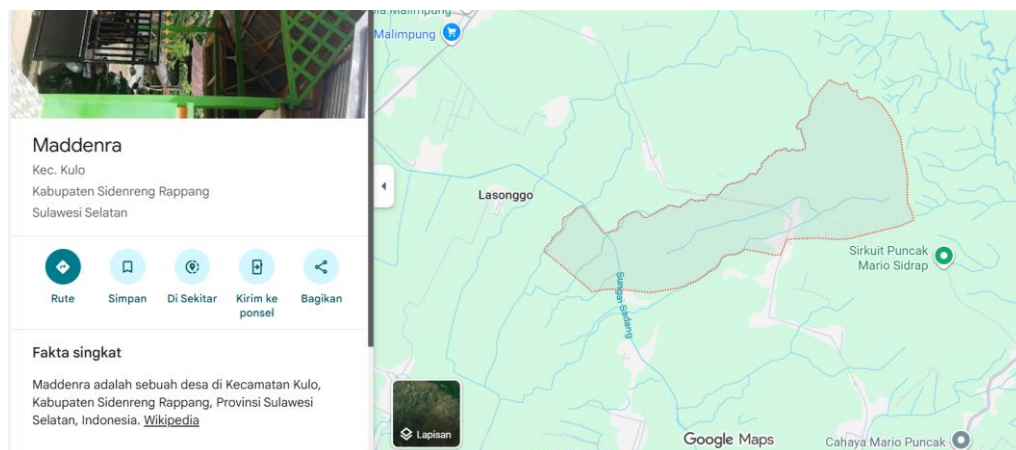 Maddenra
Kec. Kulo
Kabupaten Sidenreng Rappang
Sulawesi Selatan
Rute
Simpan
Di Sekitar
Kirim ke
ponsel
Bagikan
Fakta singkat
Maddenra adalah sebuah desa di Kecamatan Kulo,
Kabupaten Sidenreng Rappang, Provinsi Sulawesi
Selatan, Indonesia. Wikipedia
Malimpung
Malimpung
Lasonggo
Sungai Sadang
Sirkuit Puncak
Mario Sidrap
Lapisan
Google Maps
Cahaya Mario Puncak